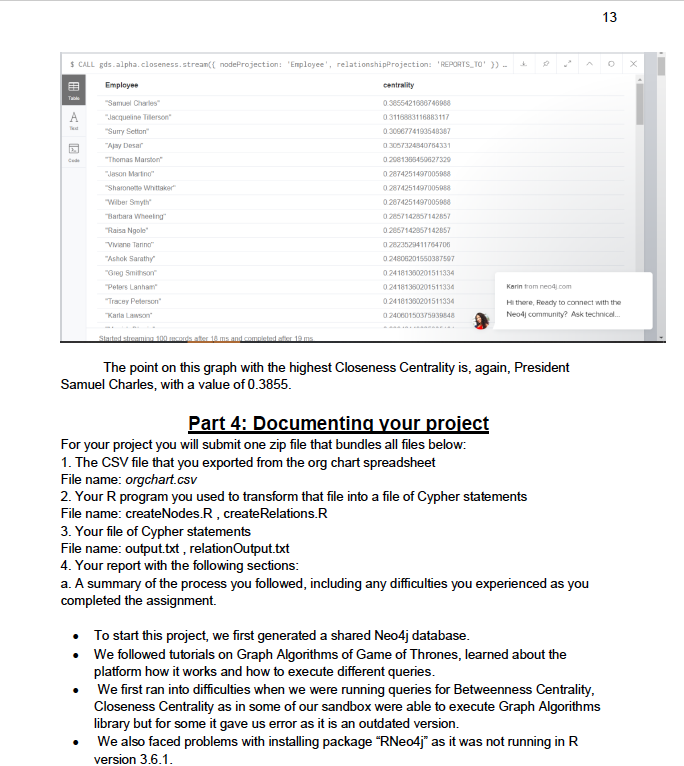 13
$ CALL gds.alpha.closeness.stream({ nodeProjection: 'Employee', relationshipProjection: 'REPORTS_TO' }) …
Employee centrality
Table
"Samuel Charles" 0.3855421686746988
A "Jacqueline Tillerson" 0.3116883116883117
Text
"Surry Setton" 0.3096774193548387
"Ajay Desai" 0.3057324840764331
Code
"Thomas Marston" 0.2981366459627329
"Jason Martino" 0.2874251497005988
"Sharonette Whittaker" 0.2874251497005988
"Wilber Smyth" 0.2874251497005988
"Barbara Wheeling" 0.2857142857142857
"Raisa Ngole" 0.2857142857142857
"Viviane Tanno" 0.2823529411764706
"Ashok Sarathy" 0.24806201550387597
"Greg Smithson" 0.24181360201511334
"Peters Lanham" 0.24181360201511334
"Tracey Peterson" 0.24181360201511334
"Karla Lawson" 0.24060150375939848
Karin from neo4j.com
Hi there, Ready to connect with the
Neo4j community? Ask technical...
Started streaming 100 records after 18 ms and completed after 19 ms.
The point on this graph with the highest Closeness Centrality is, again, President
Samuel Charles, with a value of 0.3855.
Part 4: Documenting your project
For your project you will submit one zip file that bundles all files below:
1. The CSV file that you exported from the org chart spreadsheet
File name: orgchart.csv
2. Your R program you used to transform that file into a file of Cypher statements
File name: createNodes.R , createRelations.R
3. Your file of Cypher statements
File name: output.txt , relationOutput.txt
4. Your report with the following sections:
a. A summary of the process you followed, including any difficulties you experienced as you
completed the assignment.
• To start this project, we first generated a shared Neo4j database.
• We followed tutorials on Graph Algorithms of Game of Thrones, learned about the
platform how it works and how to execute different queries.
• We first ran into difficulties when we were running queries for Betweenness Centrality,
Closeness Centrality as in some of our sandbox were able to execute Graph Algorithms
library but for some it gave us error as it is an outdated version.
• We also faced problems with installing package “RNeo4j” as it was not running in R
version 3.6.1.